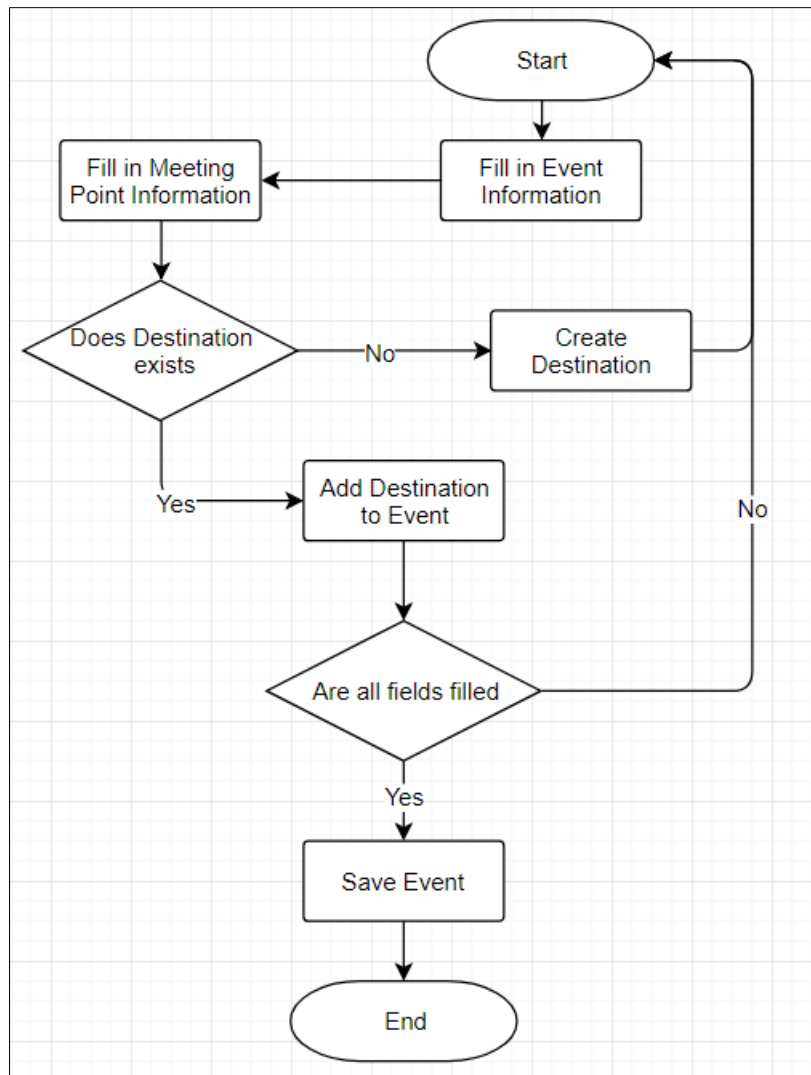 Start
Fill in Meeting
Point Information
Fill in Event
Information
Does Destination
exists
No
Create
Destination
Yes
Add Destination
to Event
No
Are all fields filled
Yes
Save Event
End